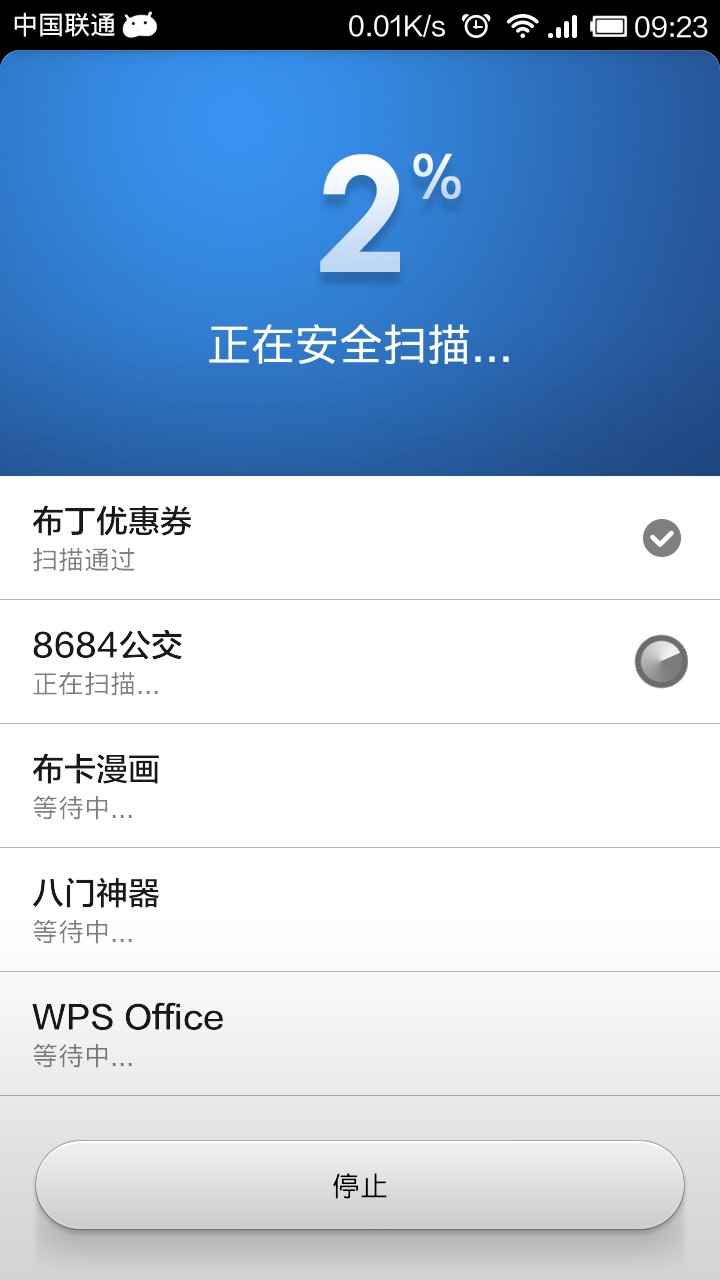 中国联通 0.01K/s 09:23
2%
正在安全扫描...
布丁优惠券
扫描通过
8684公交
正在扫描...
布卡漫画
等待中...
八门神器
等待中...
WPS Office
等待中...
停止